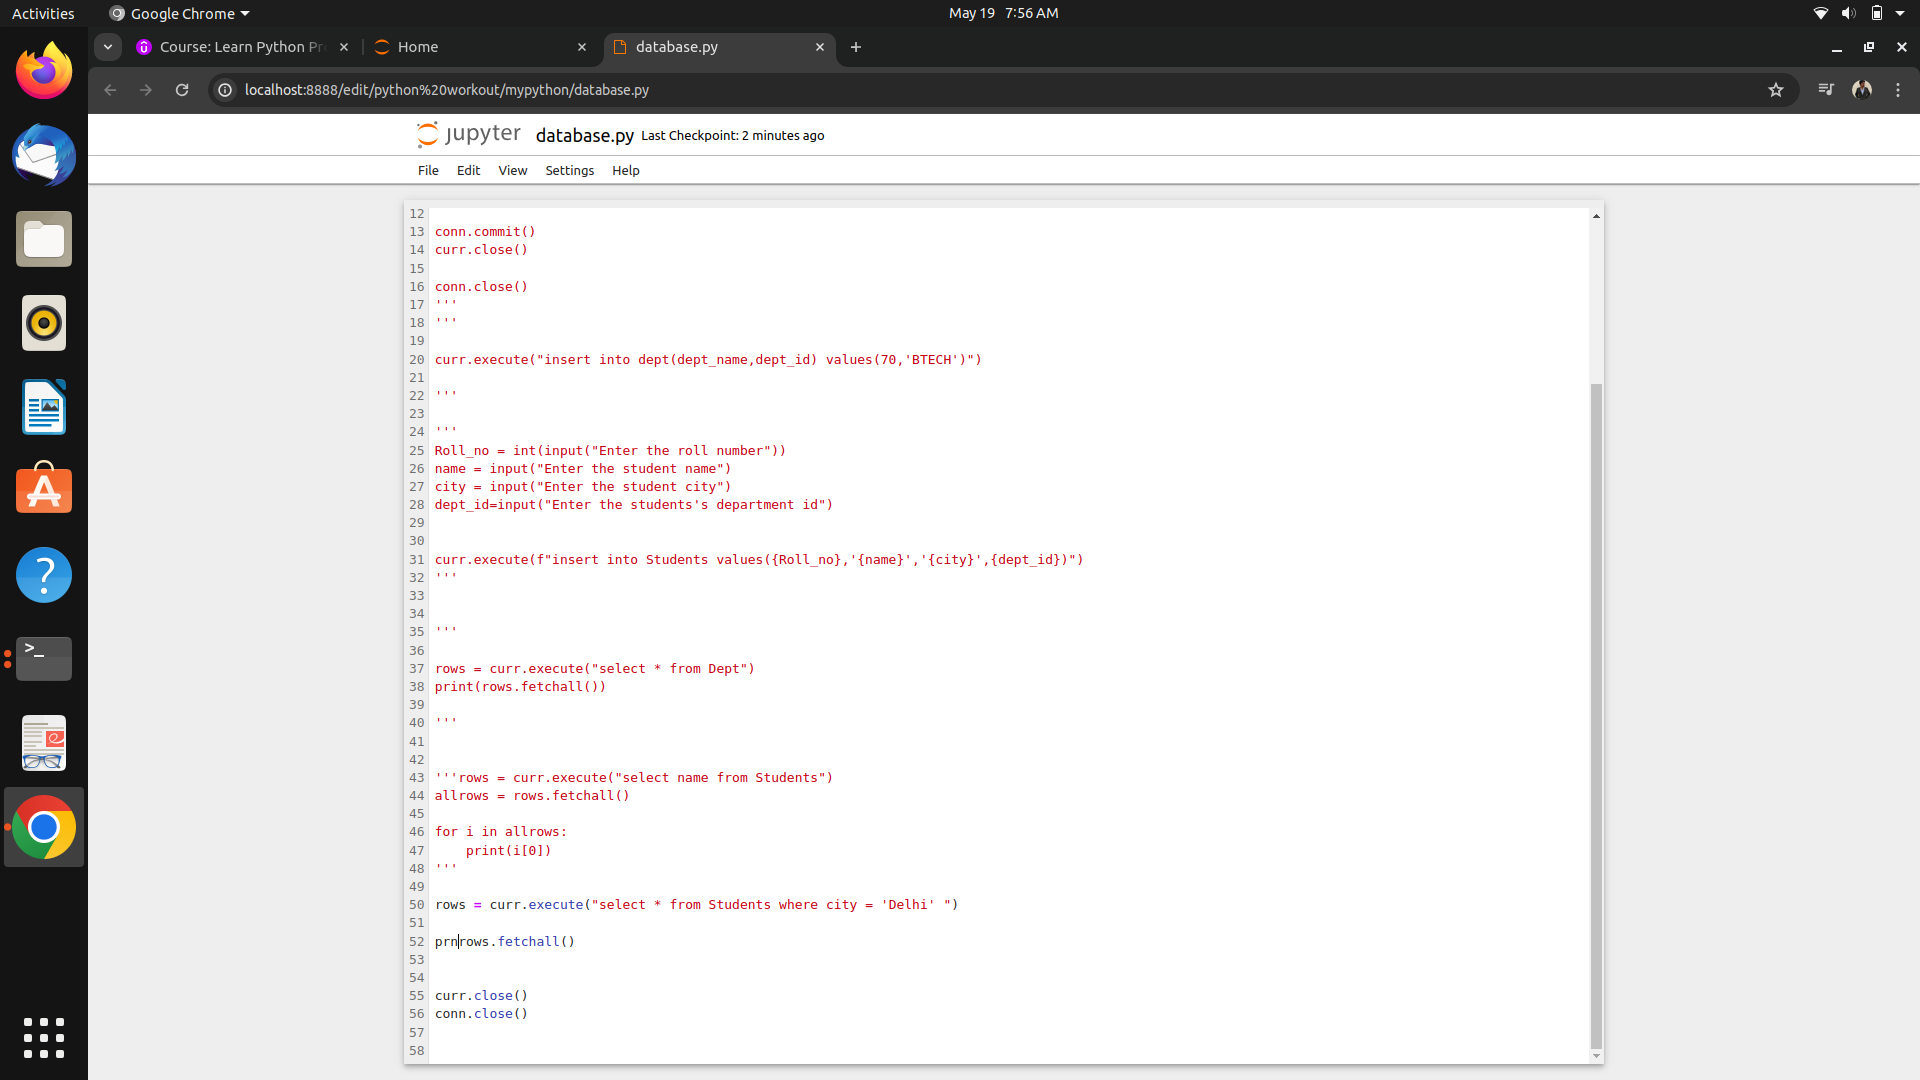 Activities
Google Chrome
May 19 7:56 AM
Course: Learn Python Pr
Home
database.py
localhost:8888/edit/python%20workout/mypython/database.py
jupyter database.py Last Checkpoint: 2 minutes ago
File Edit View Settings Help
12
13 conn.commit()
14 curr.close()
15
16 conn.close()
17 '''
18 '''
19
20 curr.execute("insert into dept(dept_name,dept_id) values(70,'BTECH')")
21
22 '''
23
24 '''
25 Roll_no = int(input("Enter the roll number"))
26 name = input("Enter the student name")
27 city = input("Enter the student city")
28 dept_id=input("Enter the students's department id")
29
30
31 curr.execute(f"insert into Students values({Roll_no},'{name}','{city}',{dept_id})")
32 '''
33
34
35 '''
36
37 rows = curr.execute("select * from Dept")
38 print(rows.fetchall())
39
40 '''
41
42
43 '''rows = curr.execute("select name from Students")
44 allrows = rows.fetchall()
45
46 for i in allrows:
47     print(i[0])
48 '''
49
50 rows = curr.execute("select * from Students where city = 'Delhi' ")
51
52 prnrows.fetchall()
53
54
55 curr.close()
56 conn.close()
57
58